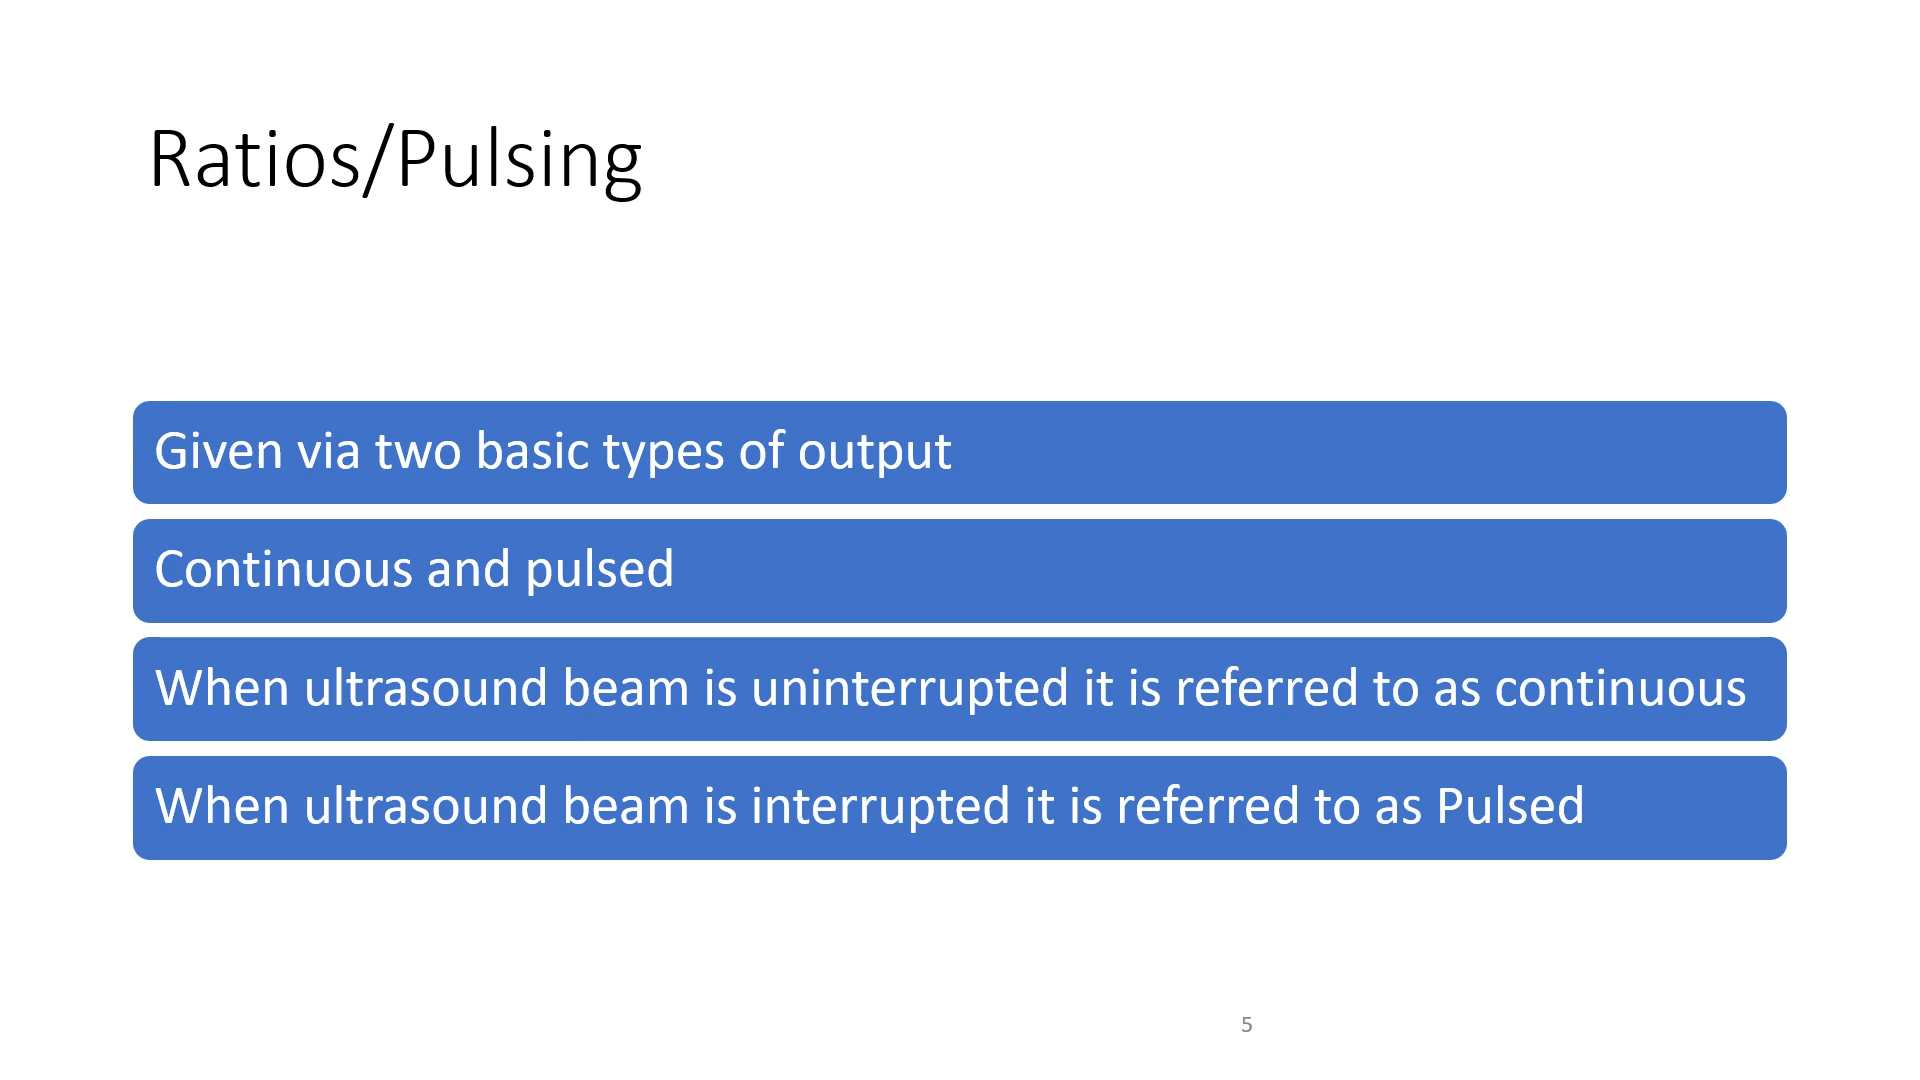 Ratios/Pulsing
Given via two basic types of output
Continuous and pulsed
When ultrasound beam is uninterrupted it is referred to as continuous
When ultrasound beam is interrupted it is referred to as Pulsed
5